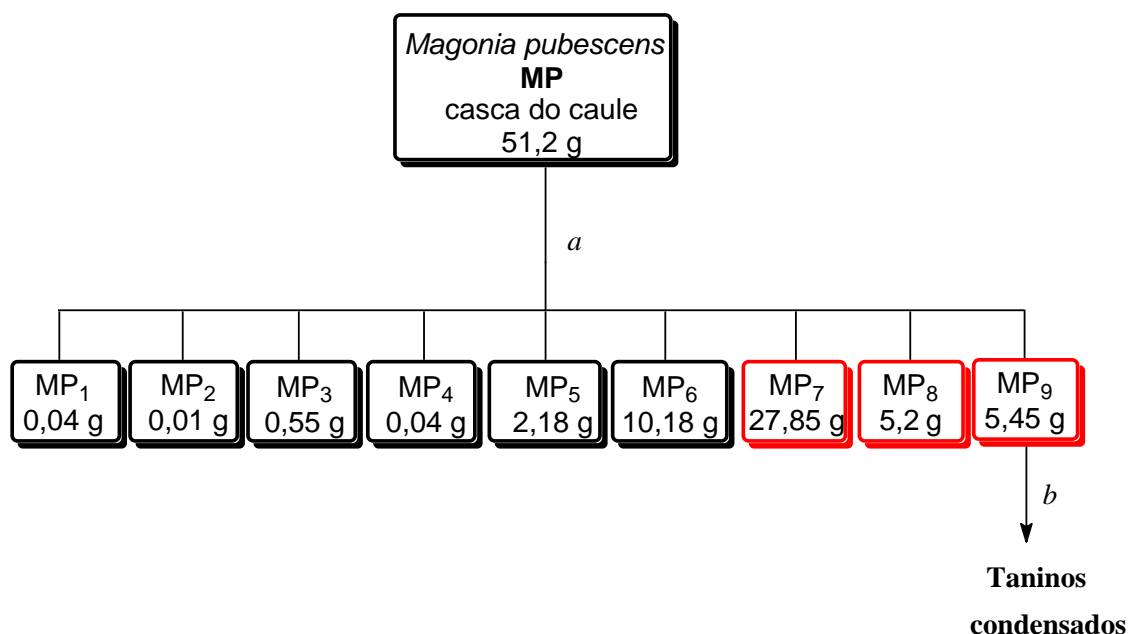 Magonia pubescens
MP
casca do caule
51,2 g
a
MP₁
0,04 g
MP₂
0,01 g
MP₃
0,55 g
MP₄
0,04 g
MP₅
2,18 g
MP₆
10,18 g
MP₇
27,85 g
MP₈
5,2 g
MP₉
5,45 g
b
Taninos
condensados